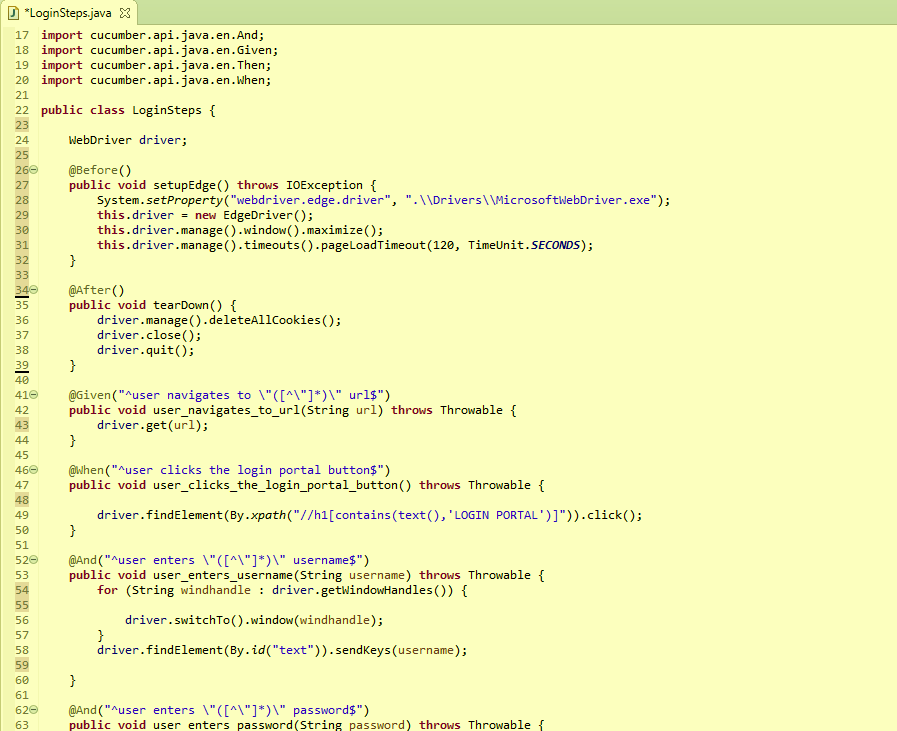 *LoginSteps.java
17 import cucumber.api.java.en.And;
18 import cucumber.api.java.en.Given;
19 import cucumber.api.java.en.Then;
20 import cucumber.api.java.en.When;
21
22 public class LoginSteps {
23
24     WebDriver driver;
25
26     @Before()
27     public void setupEdge() throws IOException {
28         System.setProperty("webdriver.edge.driver", ".\\Drivers\\MicrosoftWebDriver.exe");
29         this.driver = new EdgeDriver();
30         this.driver.manage().window().maximize();
31         this.driver.manage().timeouts().pageLoadTimeout(120, TimeUnit.SECONDS);
32     }
33
34     @After()
35     public void tearDown() {
36         driver.manage().deleteAllCookies();
37         driver.close();
38         driver.quit();
39     }
40
41     @Given("^user navigates to \"([^\"]*)\" url$")
42     public void user_navigates_to_url(String url) throws Throwable {
43         driver.get(url);
44     }
45
46     @When("^user clicks the login portal button$")
47     public void user_clicks_the_login_portal_button() throws Throwable {
48
49         driver.findElement(By.xpath("//h1[contains(text(),'LOGIN PORTAL')]")).click();
50     }
51
52     @And("^user enters \"([^\"]*)\" username$")
53     public void user_enters_username(String username) throws Throwable {
54         for (String windhandle : driver.getWindowHandles()) {
55
56             driver.switchTo().window(windhandle);
57         }
58         driver.findElement(By.id("text")).sendKeys(username);
59
60     }
61
62     @And("^user enters \"([^\"]*)\" password$")
63     public void user_enters_password(String password) throws Throwable {